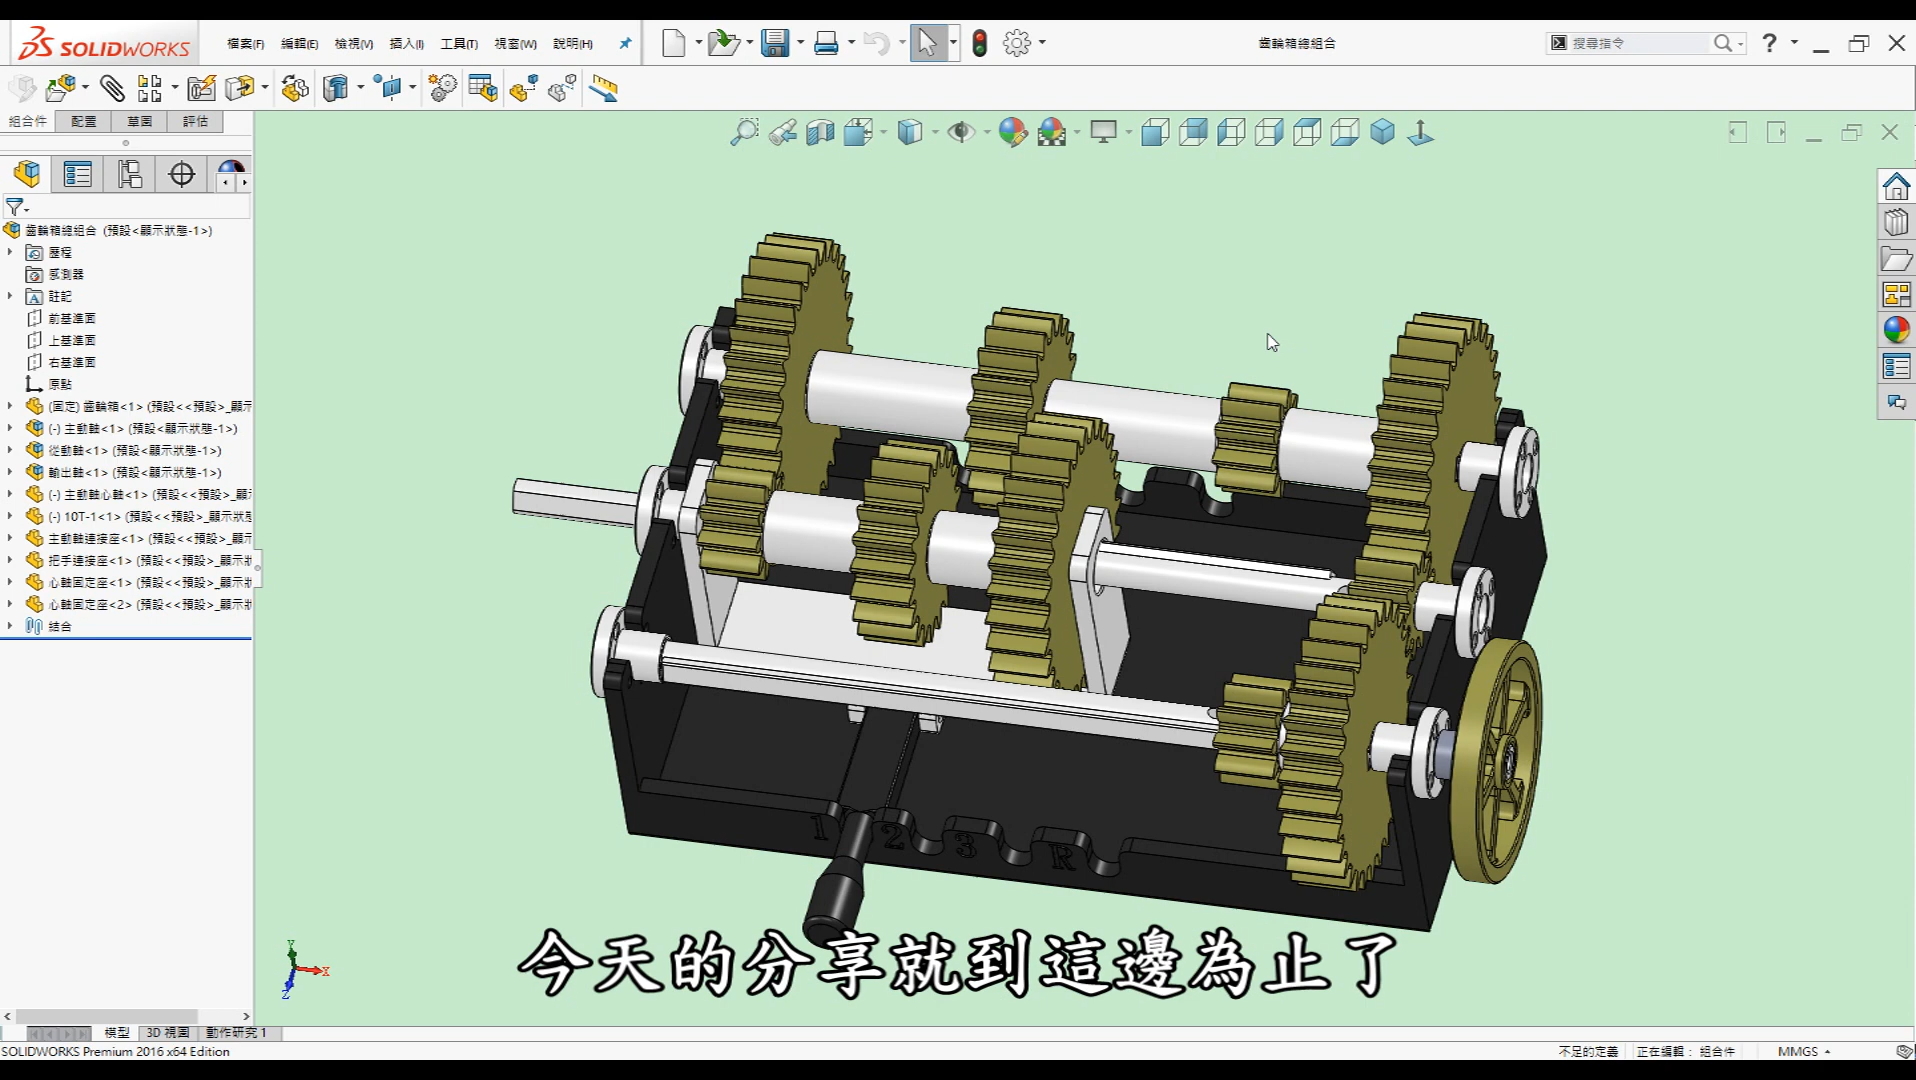 SOLIDWORKS 檔案(F) 編輯(E) 檢視(V) 插入(I) 工具(T) 視窗(W) 說明(H) 齒輪箱總組合 搜尋指令
組合件 配置 草圖 評估
齒輪箱總組合 (預設<顯示狀態-1>)
歷程
感測器
註記
前基準面
上基準面
右基準面
原點
(固定) 齒輪箱<1> (預設<<預設>_顯示
(-) 主動軸<1> (預設<顯示狀態-1>)
從動軸<1> (預設<顯示狀態-1>)
輸出軸<1> (預設<顯示狀態-1>)
(-) 主動軸心軸<1> (預設<<預設>_顯示
(-) 10T-1<1> (預設<<預設>_顯示狀態
主動軸連接座<1> (預設<<預設>_顯示
把手連接座<1> (預設<<預設>_顯示狀
心軸固定座<1> (預設<<預設>_顯示狀
心軸固定座<2> (預設<<預設>_顯示狀
結合
1 2 3 R
今天的分享就到這邊為止了
Y
X
Z
模型 3D 視圖 動作研究 1
SOLIDWORKS Premium 2016 x64 Edition 不足的定義 正在編輯： 組合件 MMGS